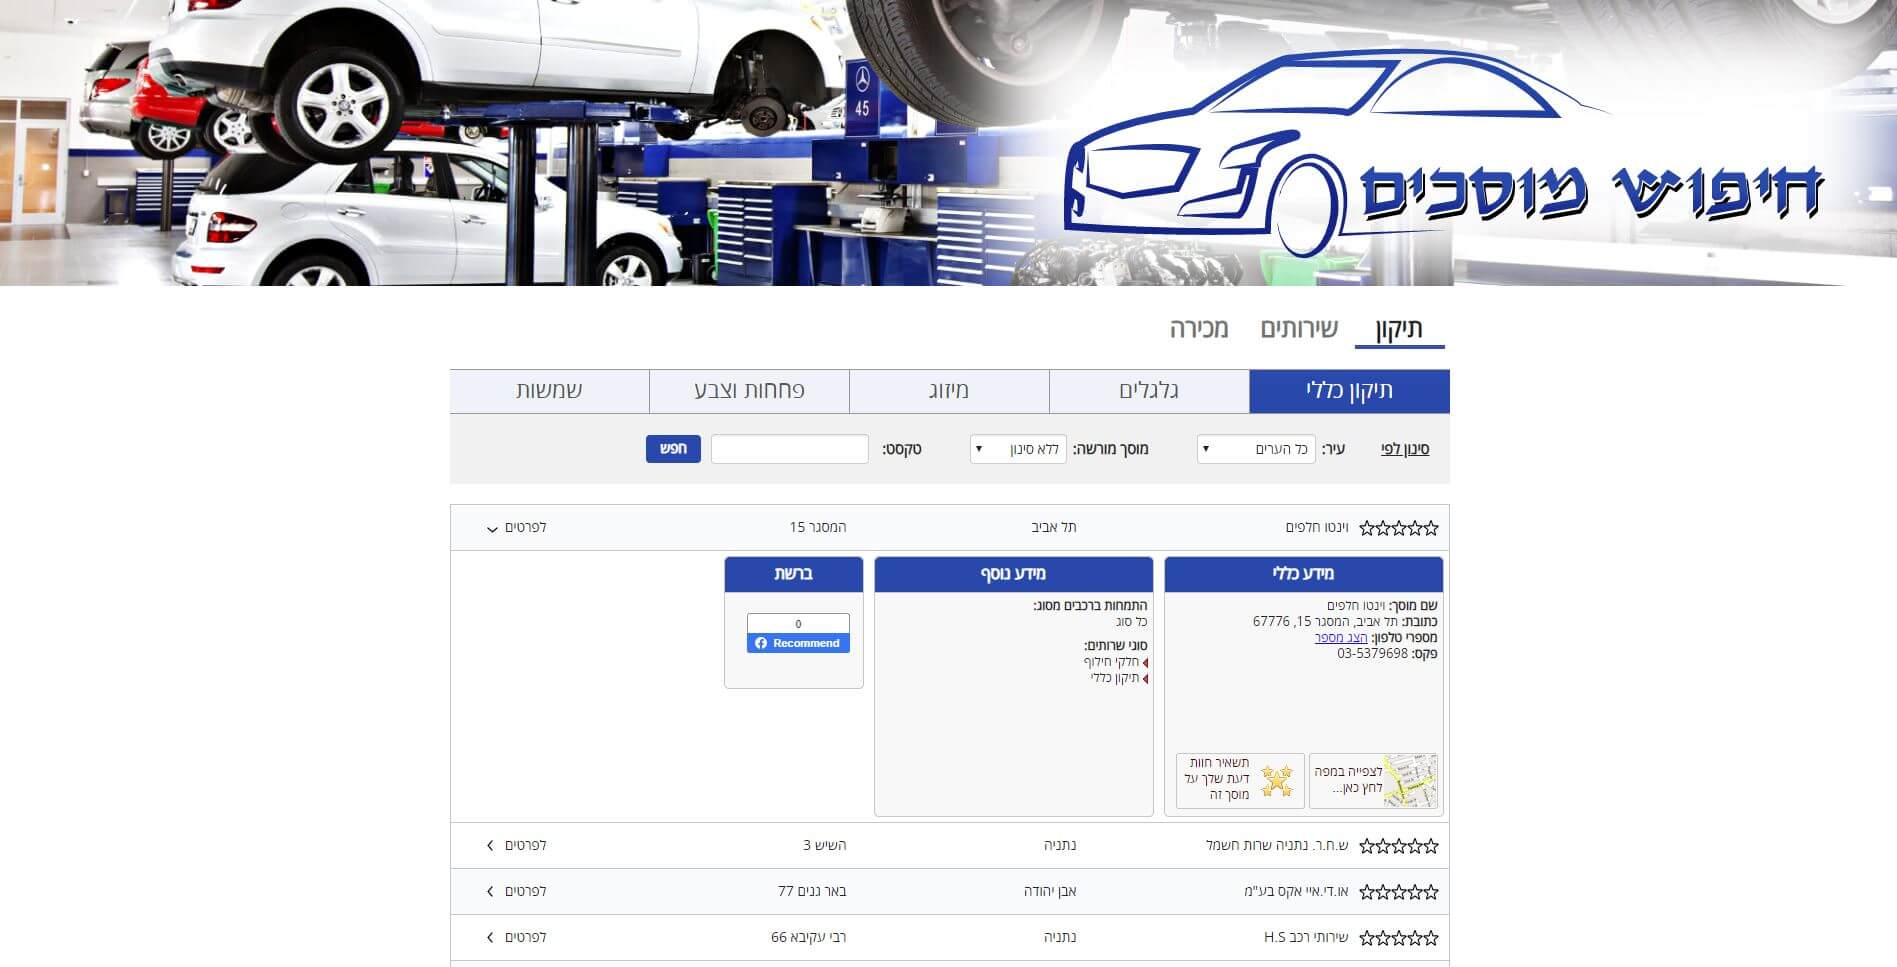 45
חיפוש מוסכים
תיקון שירותים מכירה
תיקון כללי גלגלים מיזוג פחחות וצבע שמשות
סינון לפי עיר: כל הערים מוסך מורשה: ללא סינון טקסט: חפש
וינטו חלפים תל אביב המסגר 15 לפרטים
מידע כללי
שם מוסך: וינטו חלפים
כתובת: תל אביב, המסגר 15, 67776
מספרי טלפון: הצג מספר
פקס: 03-5379698
לצפייה במפה
לחץ כאן...
תשאיר חוות
דעת שלך על
מוסך זה
מידע נוסף
התמחות ברכבים מסוג:
כל סוג
סוגי שרותים:
חלקי חילוף
תיקון כללי
ברשת
0
Recommend
ש.ח.ר. נתניה שרות חשמל נתניה השיש 3 לפרטים
או.די.איי אקס בע"מ אבן יהודה באר גנים 77 לפרטים
שירותי רכב H.S נתניה רבי עקיבא 66 לפרטים